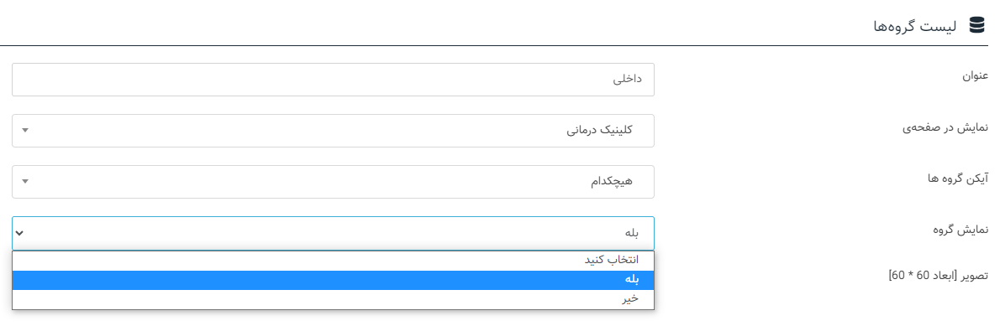 لیست گروه‌ها
عنوان
داخلی
نمایش در صفحه‌ی
کلینیک درمانی
آیکن گروه ها
هیچکدام
نمایش گروه
بله
انتخاب کنید
بله
خیر
تصویر [ابعاد 60 * 60]